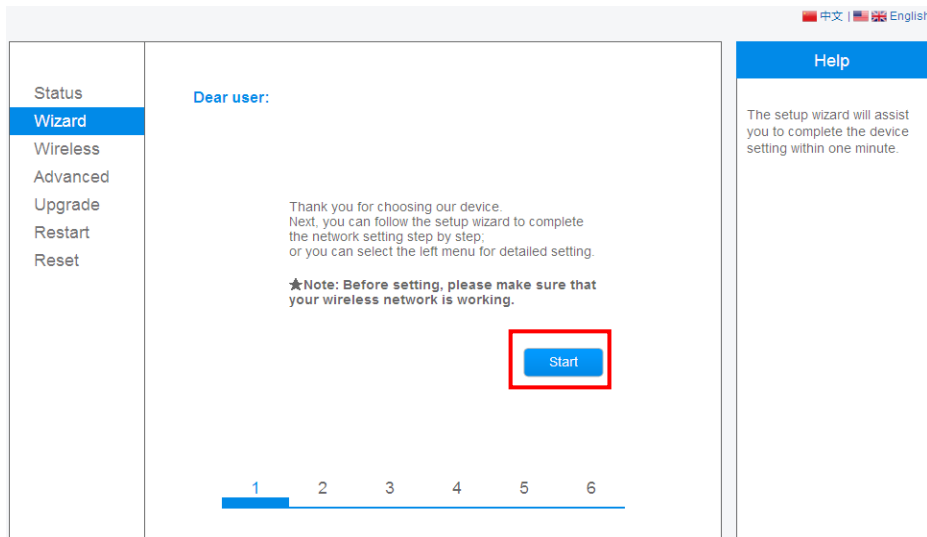 中文 | English
Status
Wizard
Wireless
Advanced
Upgrade
Restart
Reset
Dear user:
Thank you for choosing our device.
Next, you can follow the setup wizard to complete
the network setting step by step;
or you can select the left menu for detailed setting.
★Note: Before setting, please make sure that
your wireless network is working.
Start
1 2 3 4 5 6
Help
The setup wizard will assist
you to complete the device
setting within one minute.